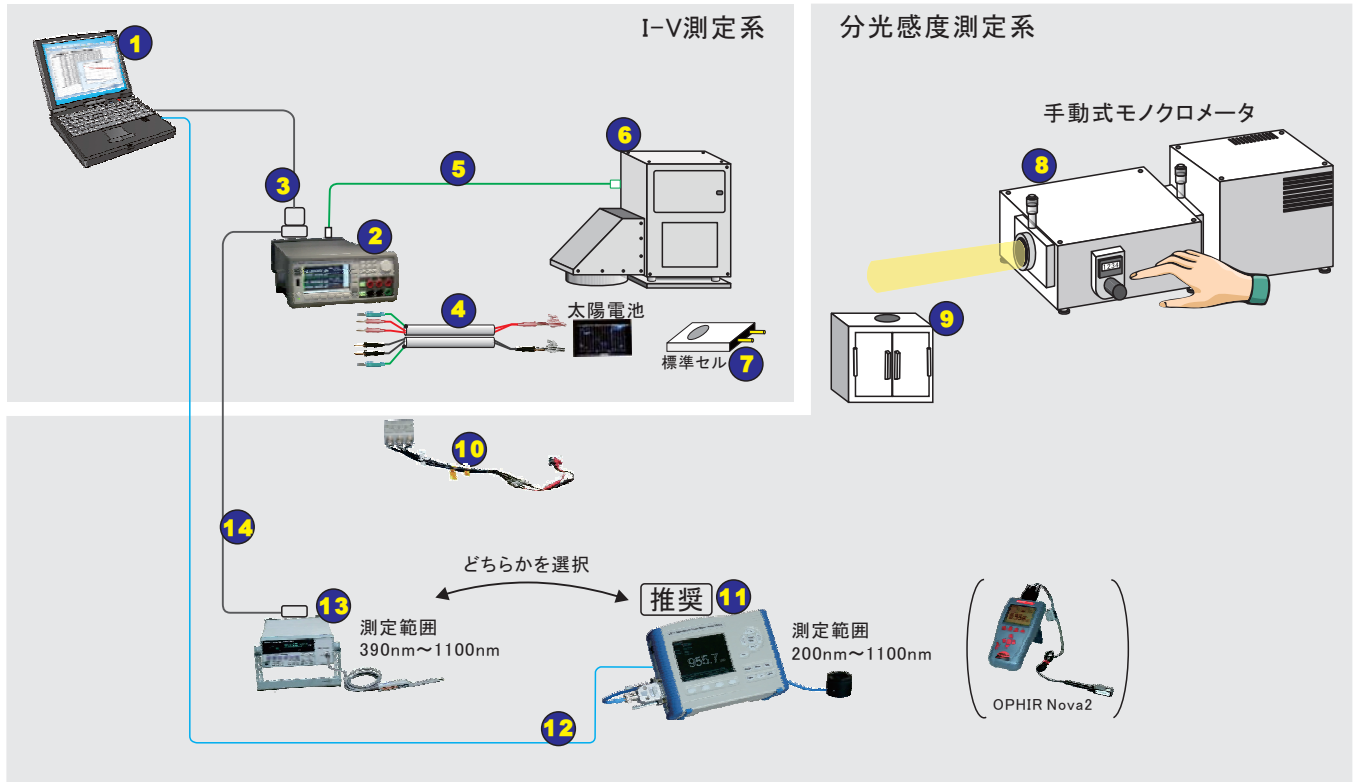 I-V測定系
分光感度測定系
1
手動式モノクロメータ
6
8
5
3
2
1234
4
太陽電池
標準セル
7
9
10
14
どちらかを選択
13
測定範囲
390nm～1100nm
推奨
11
測定範囲
200nm～1100nm
955.7
12
OPHIR Nova2